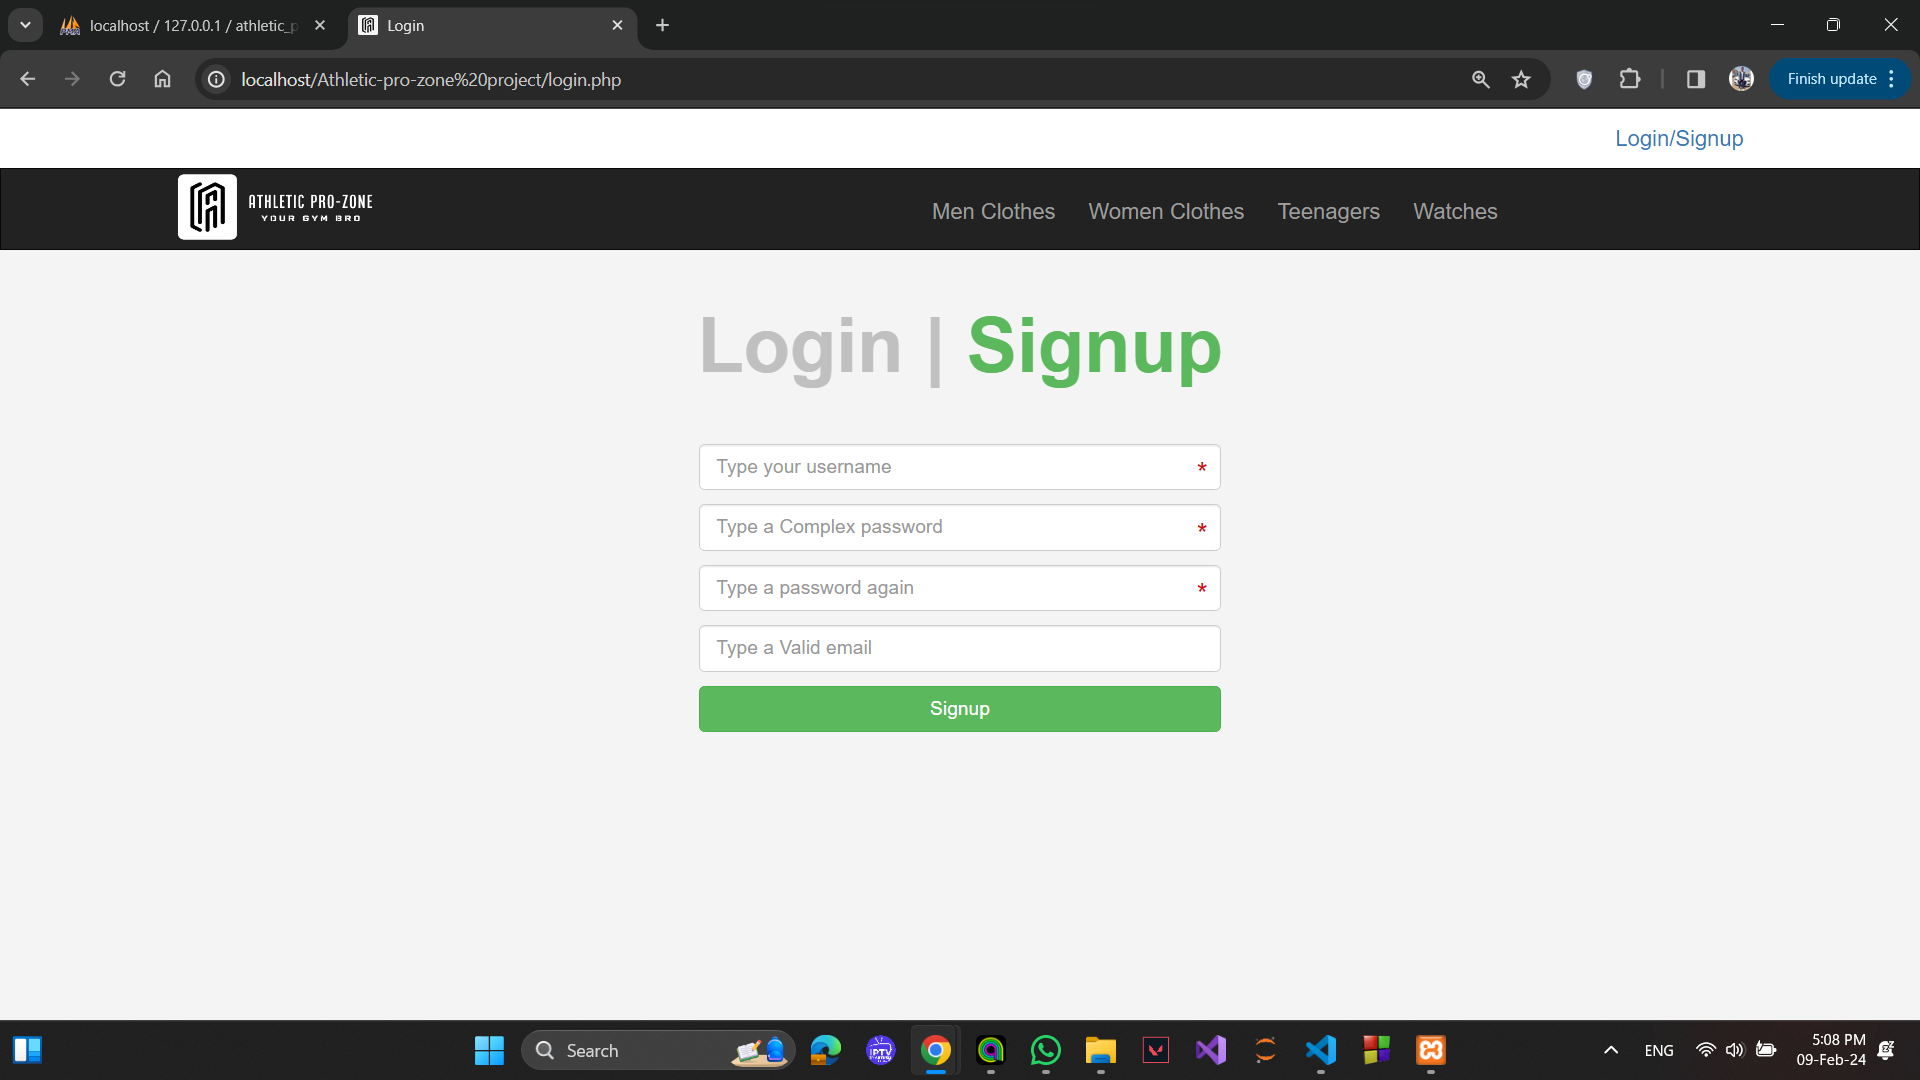 localhost / 127.0.0.1 / athletic_p
Login
localhost/Athletic-pro-zone%20project/login.php
Finish update
Login/Signup
ATHLETIC PRO-ZONE
YOUR GYM BRO
Men Clothes
Women Clothes
Teenagers
Watches
Login | Signup
Type your username
*
Type a Complex password
*
Type a password again
*
Type a Valid email
Signup
Search
IPTV
ENG
5:08 PM
09-Feb-24